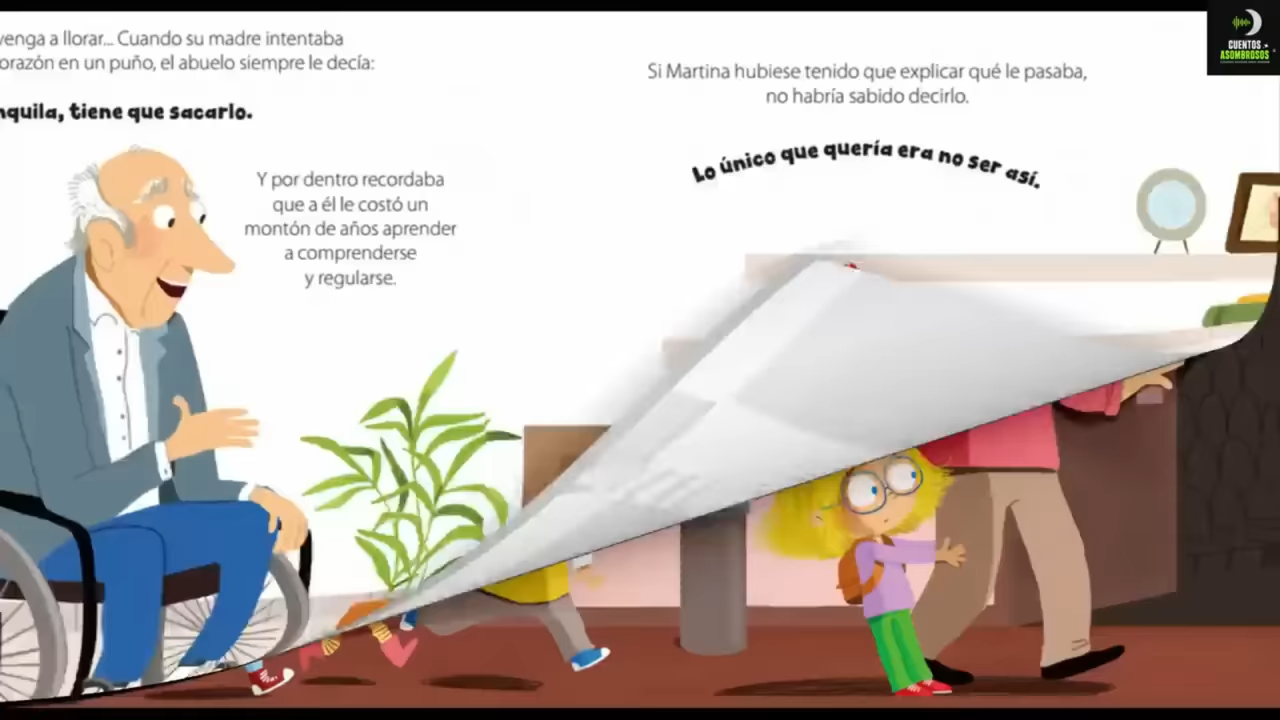 venga a llorar... Cuando su madre intentaba
orazón en un puño, el abuelo siempre le decía:
nquila, tiene que sacarlo.
Y por dentro recordaba
que a él le costó un
montón de años aprender
a comprenderse
y regularse.
Si Martina hubiese tenido que explicar qué le pasaba,
no habría sabido decirlo.
Lo único que quería era no ser así.
CUENTOS
ASOMBROSOS